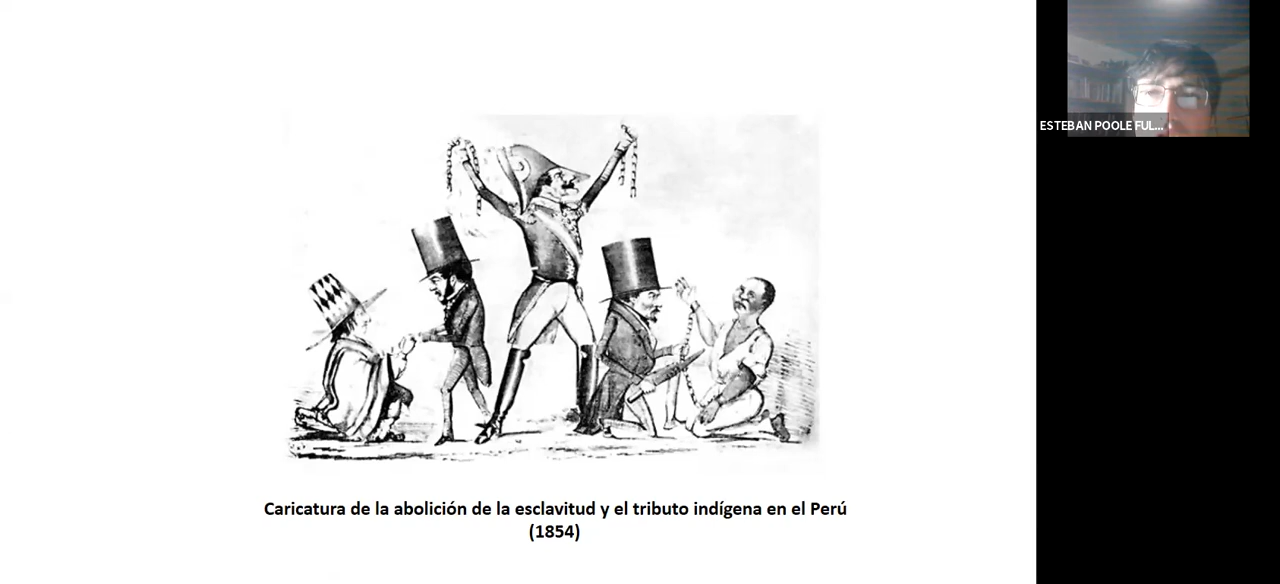 ESTEBAN POOLE FUL...
Caricatura de la abolición de la esclavitud y el tributo indígena en el Perú
(1854)